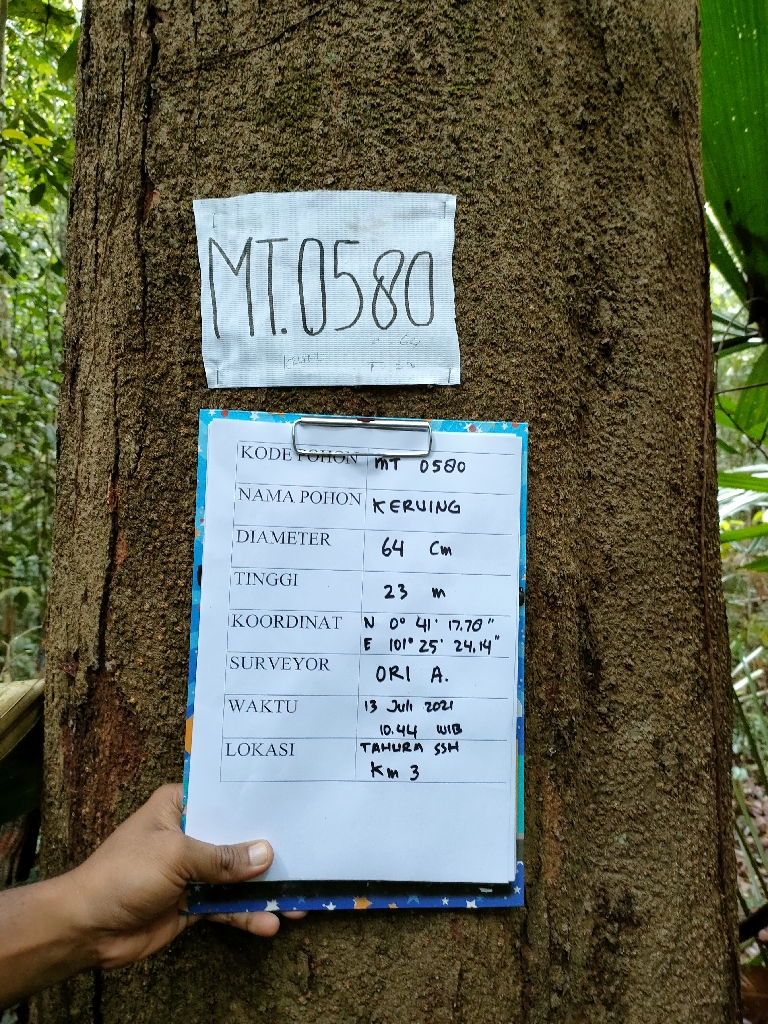 MT.0580
KODE POHON MT 0580
NAMA POHON KERUING
DIAMETER 64 Cm
TINGGI 23 m
KOORDINAT N 0° 41' 17.70"
E 101° 25' 24.14"
SURVEYOR ORI A.
WAKTU 13 Juli 2021
10.44 WIB
LOKASI TAHURA SSH
Km 3